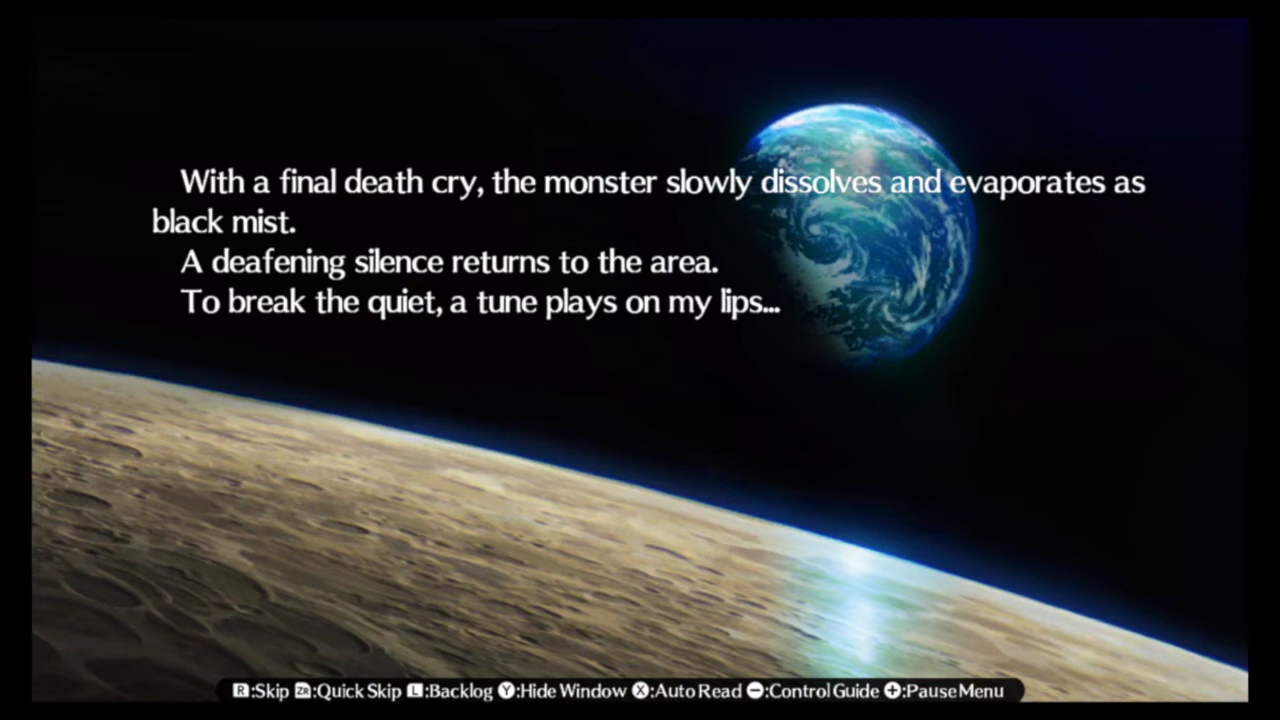 With a final death cry, the monster slowly dissolves and evaporates as
black mist.
A deafening silence returns to the area.
To break the quiet, a tune plays on my lips...
R:Skip ZR:Quick Skip L:Backlog Y:Hide Window X:Auto Read -:Control Guide +:Pause Menu